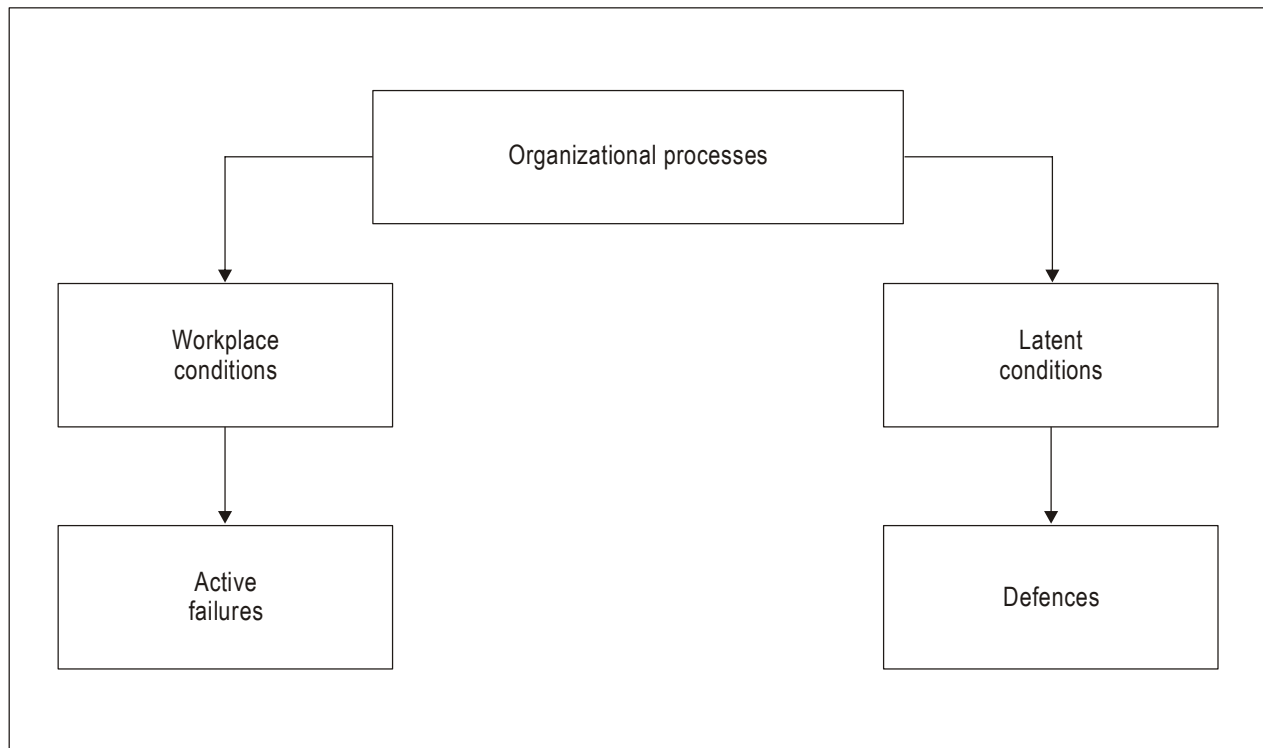 Organizational processes
Workplace
conditions
Latent
conditions
Active
failures
Defences